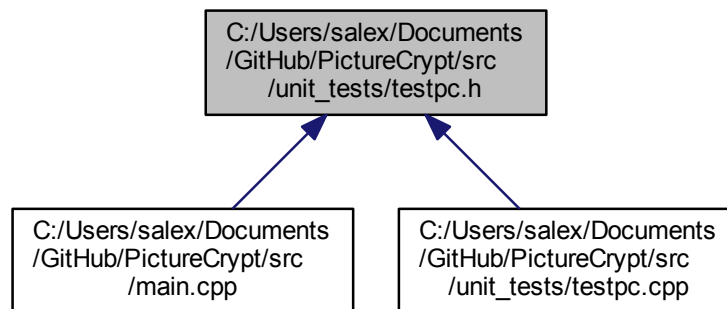 C:/Users/salex/Documents
/GitHub/PictureCrypt/src
/unit_tests/testpc.h
C:/Users/salex/Documents
/GitHub/PictureCrypt/src
/main.cpp
C:/Users/salex/Documents
/GitHub/PictureCrypt/src
/unit_tests/testpc.cpp